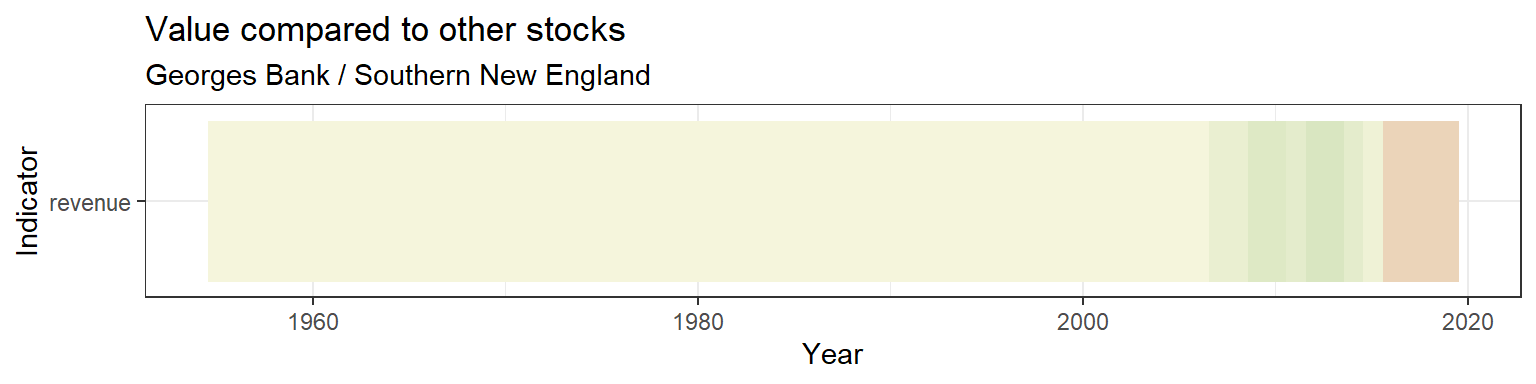 Value compared to other stocks
Georges Bank / Southern New England
Indicator
revenue
1960 1980 2000 2020
Year